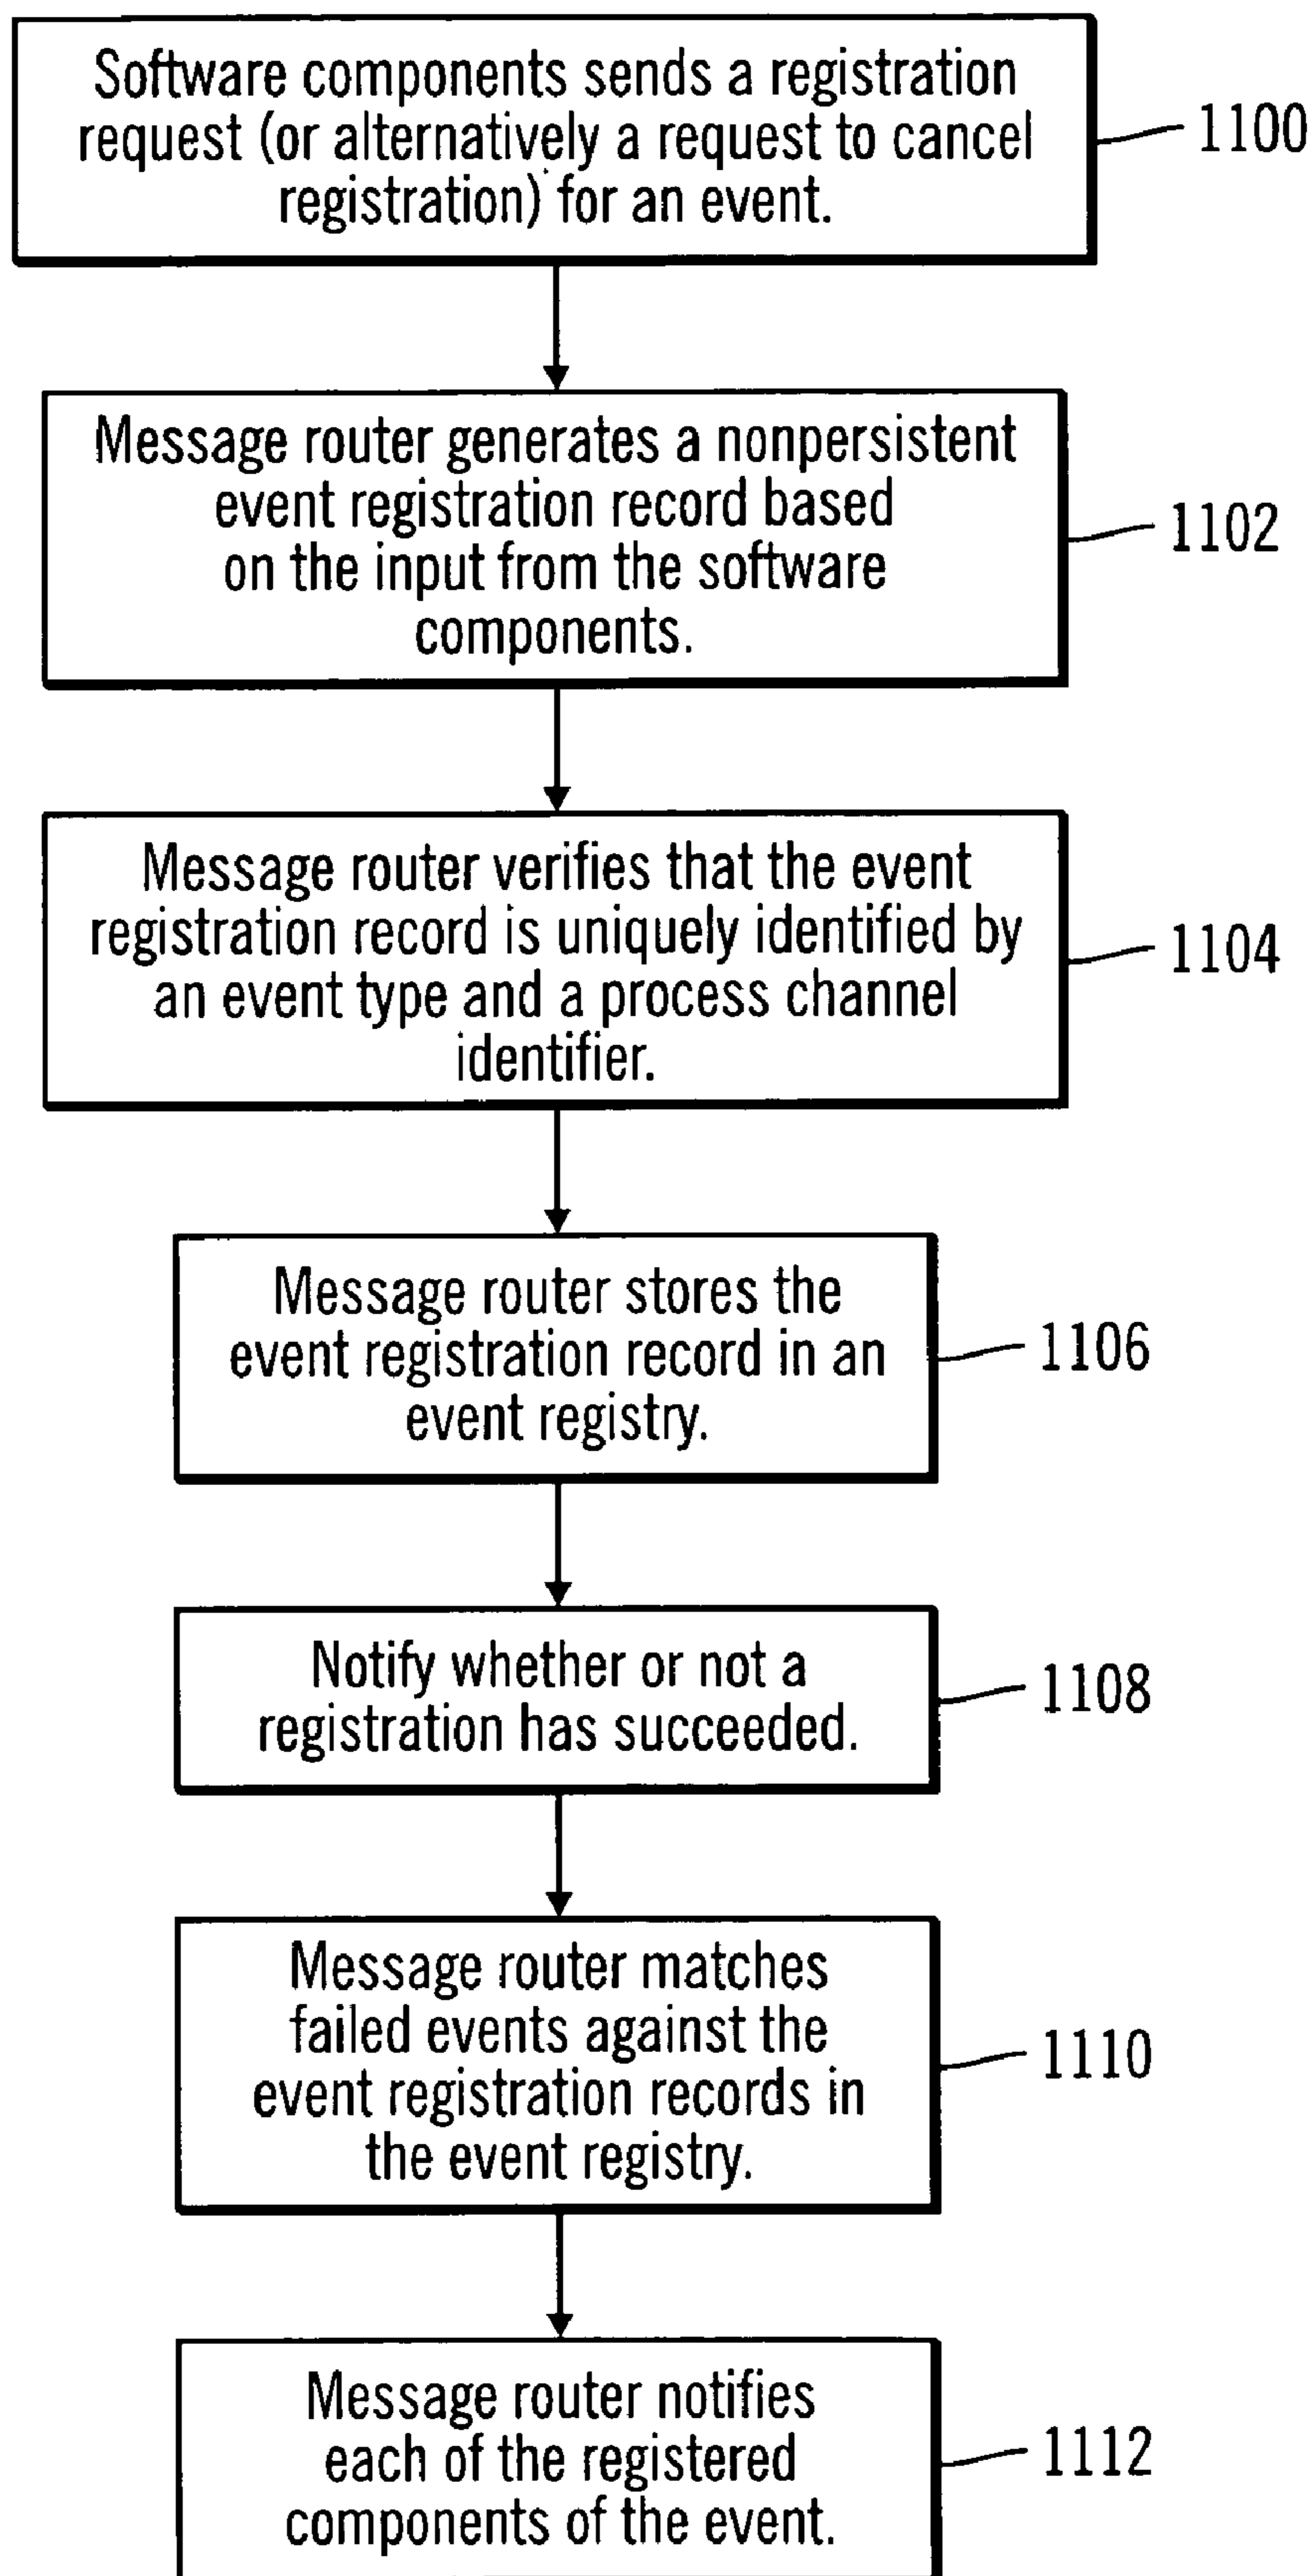 Software components sends a registration
request (or alternatively a request to cancel
registration) for an event.
1100
Message router generates a nonpersistent
event registration record based
on the input from the software
components.
1102
Message router verifies that the event
registration record is uniquely identified by
an event type and a process channel
identifier.
1104
Message router stores the
event registration record in an
event registry.
1106
Notify whether or not a
registration has succeeded.
1108
Message router matches
failed events against the
event registration records in
the event registry.
1110
Message router notifies
each of the registered
components of the event.
1112